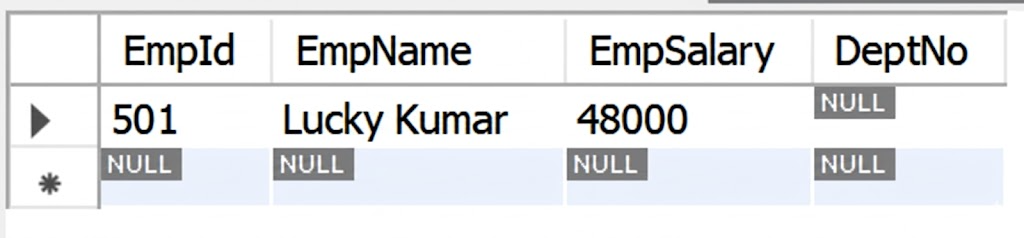 EmpId EmpName EmpSalary DeptNo
501 Lucky Kumar 48000 NULL
NULL NULL NULL NULL